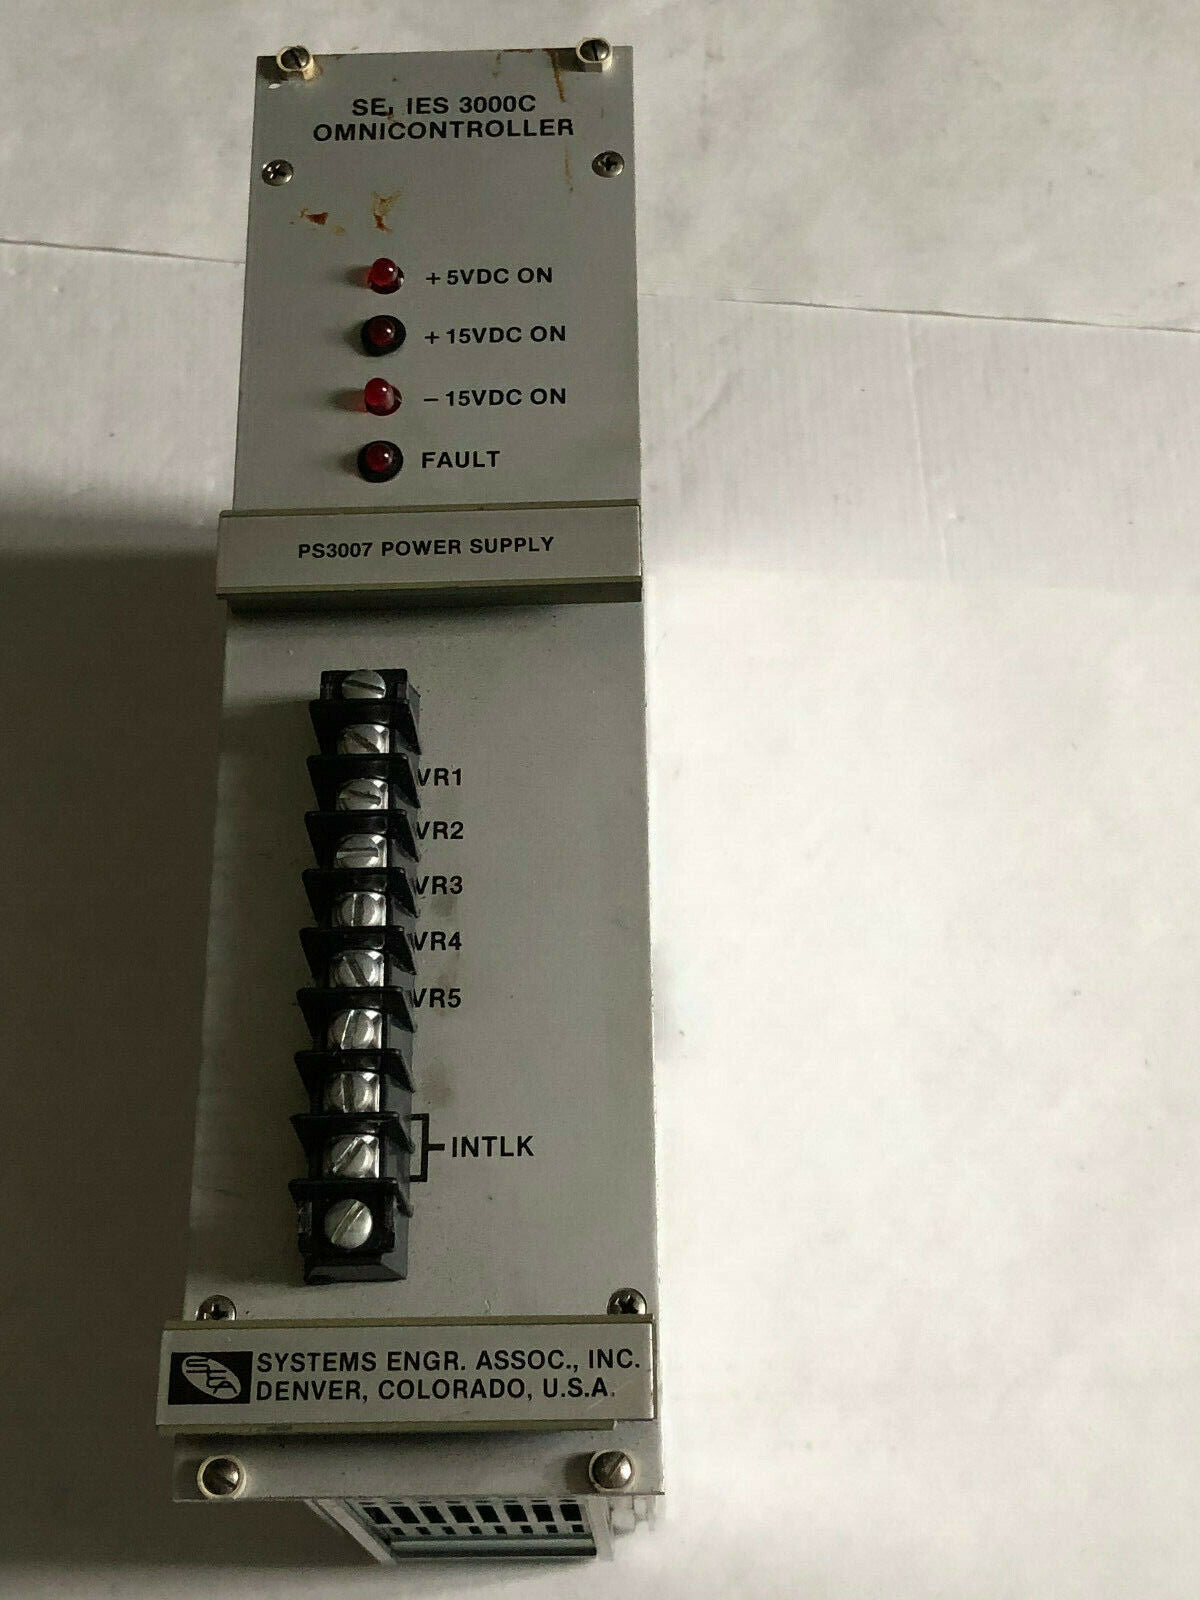 SE, IES 3000C
OMNICONTROLLER
+5VDC ON
+15VDC ON
−15VDC ON
FAULT
PS3007 POWER SUPPLY
VR1
VR2
VR3
VR4
VR5
INTLK
SEA
SYSTEMS ENGR. ASSOC., INC.
DENVER, COLORADO, U.S.A.